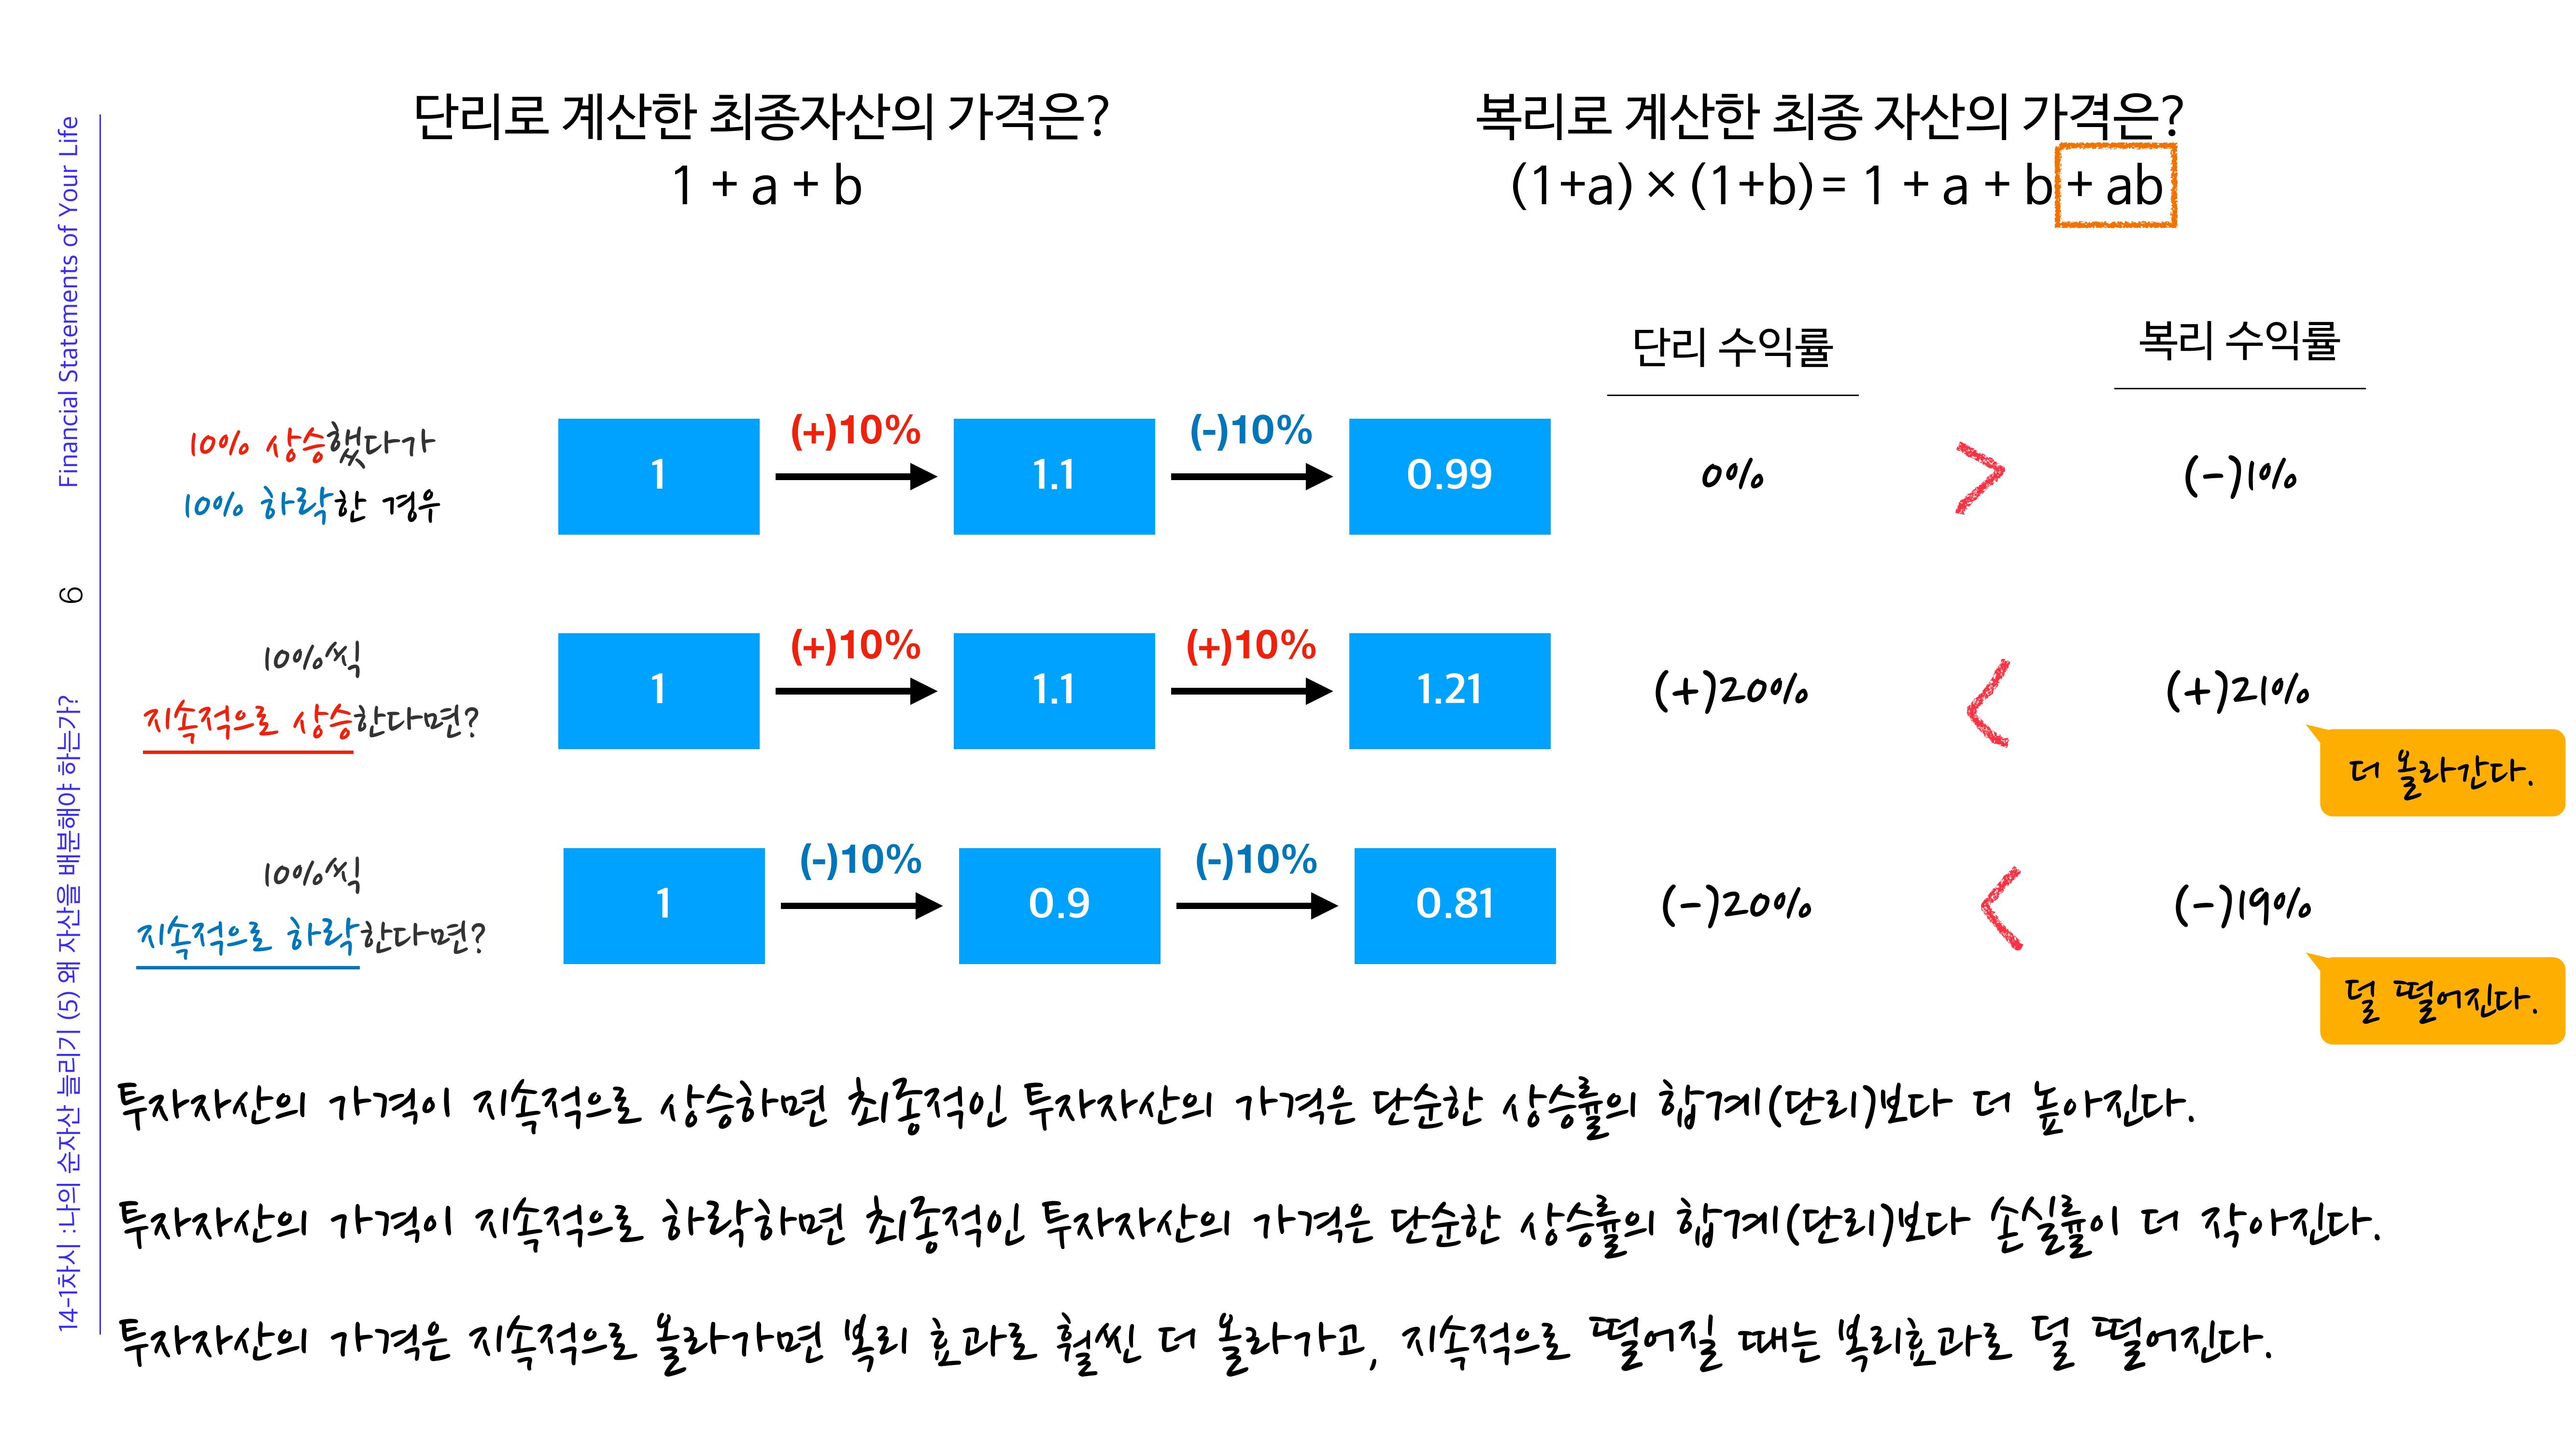 단리로 계산한 최종자산의 가격은?
1 + a + b
복리로 계산한 최종 자산의 가격은?
(1+a) × (1+b) = 1 + a + b + ab
단리 수익률
복리 수익률
10% 상승했다가
10% 하락한 경우
1
(+)10%
1.1
(-)10%
0.99
0%
>
(-)1%
10%씩
지속적으로 상승한다면?
1
(+)10%
1.1
(+)10%
1.21
(+)20%
<
(+)21%
더 올라간다.
10%씩
지속적으로 하락한다면?
1
(-)10%
0.9
(-)10%
0.81
(-)20%
<
(-)19%
덜 떨어진다.
투자자산의 가격이 지속적으로 상승하면 최종적인 투자자산의 가격은 단순한 상승률의 합계(단리)보다 더 높아진다.
투자자산의 가격이 지속적으로 하락하면 최종적인 투자자산의 가격은 단순한 상승률의 합계(단리)보다 손실률이 더 작아진다.
투자자산의 가격은 지속적으로 올라가면 복리 효과로 훨씬 더 올라가고, 지속적으로 떨어질 때는 복리효과로 덜 떨어진다.
14-1차시 :나의 순자산 늘리기 (5) 왜 자산을 배분해야 하는가?
6
Financial Statements of Your Life